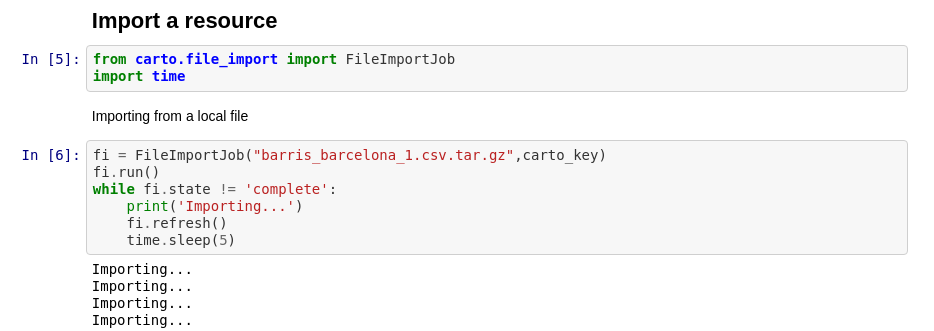 Import a resource
In [5]: from carto.file_import import FileImportJob
import time
Importing from a local file
In [6]: fi = FileImportJob("barris_barcelona_1.csv.tar.gz",carto_key)
fi.run()
while fi.state != 'complete':
    print('Importing...')
    fi.refresh()
    time.sleep(5)
Importing...
Importing...
Importing...
Importing...